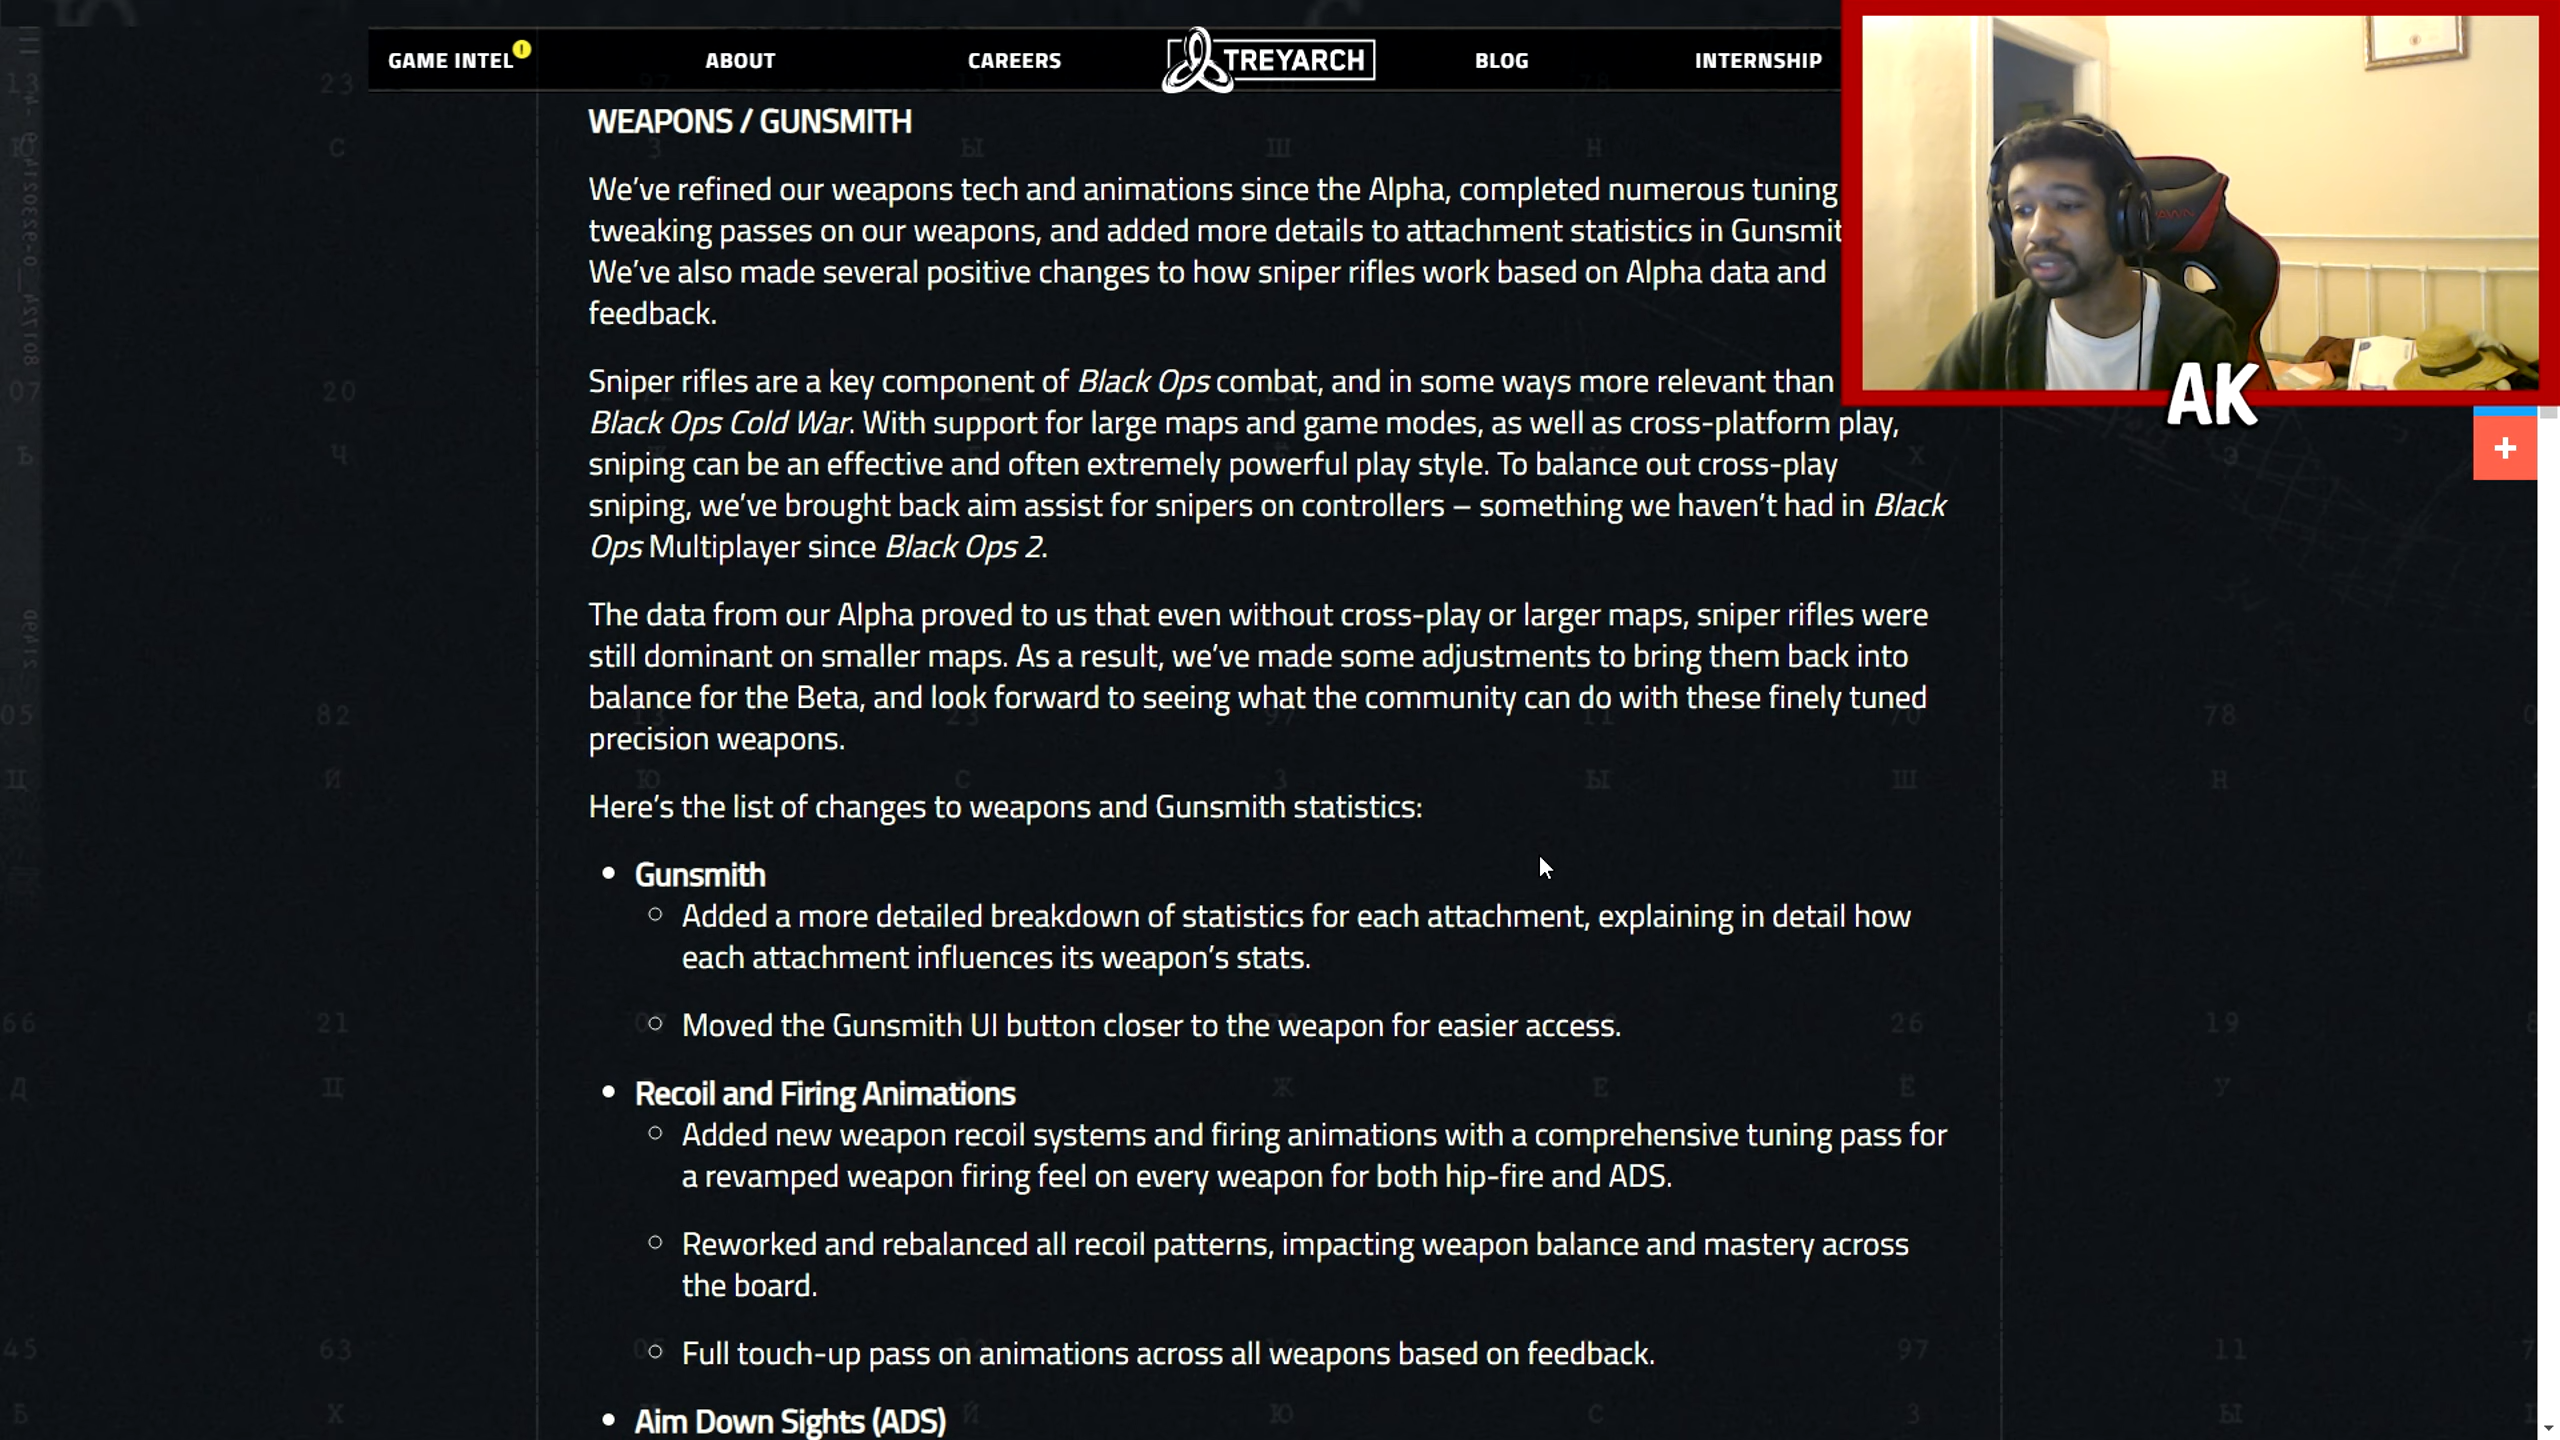 GAME INTEL
ABOUT
CAREERS
TREYARCH
BLOG
INTERNSHIP
WEAPONS / GUNSMITH
We’ve refined our weapons tech and animations since the Alpha, completed numerous tuning
tweaking passes on our weapons, and added more details to attachment statistics in Gunsmit
We’ve also made several positive changes to how sniper rifles work based on Alpha data and
feedback.
Sniper rifles are a key component of Black Ops combat, and in some ways more relevant than
Black Ops Cold War. With support for large maps and game modes, as well as cross-platform play,
sniping can be an effective and often extremely powerful play style. To balance out cross-play
sniping, we’ve brought back aim assist for snipers on controllers – something we haven’t had in Black
Ops Multiplayer since Black Ops 2.
The data from our Alpha proved to us that even without cross-play or larger maps, sniper rifles were
still dominant on smaller maps. As a result, we’ve made some adjustments to bring them back into
balance for the Beta, and look forward to seeing what the community can do with these finely tuned
precision weapons.
Here’s the list of changes to weapons and Gunsmith statistics:
• Gunsmith
○ Added a more detailed breakdown of statistics for each attachment, explaining in detail how
each attachment influences its weapon’s stats.
○ Moved the Gunsmith UI button closer to the weapon for easier access.
• Recoil and Firing Animations
○ Added new weapon recoil systems and firing animations with a comprehensive tuning pass for
a revamped weapon firing feel on every weapon for both hip-fire and ADS.
○ Reworked and rebalanced all recoil patterns, impacting weapon balance and mastery across
the board.
○ Full touch-up pass on animations across all weapons based on feedback.
• Aim Down Sights (ADS)
AK